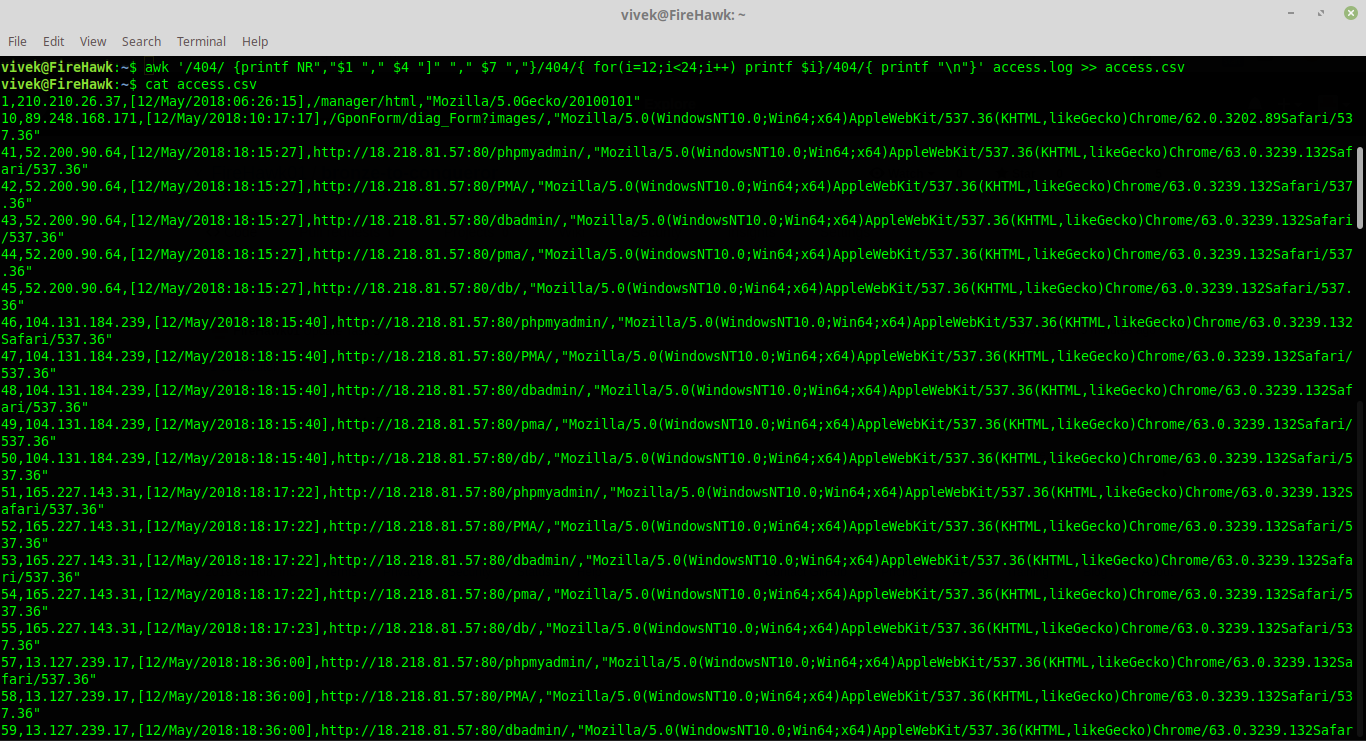 vivek@FireHawk: ~
File Edit View Search Terminal Help
vivek@FireHawk:~$ awk '/404/ {printf NR","$1 "," $4 "]" "," $7 ","}/404/{ for(i=12;i<24;i++) printf $i}/404/{ printf "\n"}' access.log >> access.csv
vivek@FireHawk:~$ cat access.csv
1,210.210.26.37,[12/May/2018:06:26:15],/manager/html,"Mozilla/5.0Gecko/20100101"
10,89.248.168.171,[12/May/2018:10:17:17],/GponForm/diag_Form?images/,"Mozilla/5.0(WindowsNT10.0;Win64;x64)AppleWebKit/537.36(KHTML,likeGecko)Chrome/62.0.3202.89Safari/53
7.36"
41,52.200.90.64,[12/May/2018:18:15:27],http://18.218.81.57:80/phpmyadmin/,"Mozilla/5.0(WindowsNT10.0;Win64;x64)AppleWebKit/537.36(KHTML,likeGecko)Chrome/63.0.3239.132Saf
ari/537.36"
42,52.200.90.64,[12/May/2018:18:15:27],http://18.218.81.57:80/PMA/,"Mozilla/5.0(WindowsNT10.0;Win64;x64)AppleWebKit/537.36(KHTML,likeGecko)Chrome/63.0.3239.132Safari/537
.36"
43,52.200.90.64,[12/May/2018:18:15:27],http://18.218.81.57:80/dbadmin/,"Mozilla/5.0(WindowsNT10.0;Win64;x64)AppleWebKit/537.36(KHTML,likeGecko)Chrome/63.0.3239.132Safari
/537.36"
44,52.200.90.64,[12/May/2018:18:15:27],http://18.218.81.57:80/pma/,"Mozilla/5.0(WindowsNT10.0;Win64;x64)AppleWebKit/537.36(KHTML,likeGecko)Chrome/63.0.3239.132Safari/537
.36"
45,52.200.90.64,[12/May/2018:18:15:27],http://18.218.81.57:80/db/,"Mozilla/5.0(WindowsNT10.0;Win64;x64)AppleWebKit/537.36(KHTML,likeGecko)Chrome/63.0.3239.132Safari/537.
36"
46,104.131.184.239,[12/May/2018:18:15:40],http://18.218.81.57:80/phpmyadmin/,"Mozilla/5.0(WindowsNT10.0;Win64;x64)AppleWebKit/537.36(KHTML,likeGecko)Chrome/63.0.3239.132
Safari/537.36"
47,104.131.184.239,[12/May/2018:18:15:40],http://18.218.81.57:80/PMA/,"Mozilla/5.0(WindowsNT10.0;Win64;x64)AppleWebKit/537.36(KHTML,likeGecko)Chrome/63.0.3239.132Safari/
537.36"
48,104.131.184.239,[12/May/2018:18:15:40],http://18.218.81.57:80/dbadmin/,"Mozilla/5.0(WindowsNT10.0;Win64;x64)AppleWebKit/537.36(KHTML,likeGecko)Chrome/63.0.3239.132Saf
ari/537.36"
49,104.131.184.239,[12/May/2018:18:15:40],http://18.218.81.57:80/pma/,"Mozilla/5.0(WindowsNT10.0;Win64;x64)AppleWebKit/537.36(KHTML,likeGecko)Chrome/63.0.3239.132Safari/
537.36"
50,104.131.184.239,[12/May/2018:18:15:40],http://18.218.81.57:80/db/,"Mozilla/5.0(WindowsNT10.0;Win64;x64)AppleWebKit/537.36(KHTML,likeGecko)Chrome/63.0.3239.132Safari/5
37.36"
51,165.227.143.31,[12/May/2018:18:17:22],http://18.218.81.57:80/phpmyadmin/,"Mozilla/5.0(WindowsNT10.0;Win64;x64)AppleWebKit/537.36(KHTML,likeGecko)Chrome/63.0.3239.132S
afari/537.36"
52,165.227.143.31,[12/May/2018:18:17:22],http://18.218.81.57:80/PMA/,"Mozilla/5.0(WindowsNT10.0;Win64;x64)AppleWebKit/537.36(KHTML,likeGecko)Chrome/63.0.3239.132Safari/5
37.36"
53,165.227.143.31,[12/May/2018:18:17:22],http://18.218.81.57:80/dbadmin/,"Mozilla/5.0(WindowsNT10.0;Win64;x64)AppleWebKit/537.36(KHTML,likeGecko)Chrome/63.0.3239.132Safa
ri/537.36"
54,165.227.143.31,[12/May/2018:18:17:22],http://18.218.81.57:80/pma/,"Mozilla/5.0(WindowsNT10.0;Win64;x64)AppleWebKit/537.36(KHTML,likeGecko)Chrome/63.0.3239.132Safari/5
37.36"
55,165.227.143.31,[12/May/2018:18:17:23],http://18.218.81.57:80/db/,"Mozilla/5.0(WindowsNT10.0;Win64;x64)AppleWebKit/537.36(KHTML,likeGecko)Chrome/63.0.3239.132Safari/53
7.36"
57,13.127.239.17,[12/May/2018:18:36:00],http://18.218.81.57:80/phpmyadmin/,"Mozilla/5.0(WindowsNT10.0;Win64;x64)AppleWebKit/537.36(KHTML,likeGecko)Chrome/63.0.3239.132Sa
fari/537.36"
58,13.127.239.17,[12/May/2018:18:36:00],http://18.218.81.57:80/PMA/,"Mozilla/5.0(WindowsNT10.0;Win64;x64)AppleWebKit/537.36(KHTML,likeGecko)Chrome/63.0.3239.132Safari/53
7.36"
59,13.127.239.17,[12/May/2018:18:36:00],http://18.218.81.57:80/dbadmin/,"Mozilla/5.0(WindowsNT10.0;Win64;x64)AppleWebKit/537.36(KHTML,likeGecko)Chrome/63.0.3239.132Safar